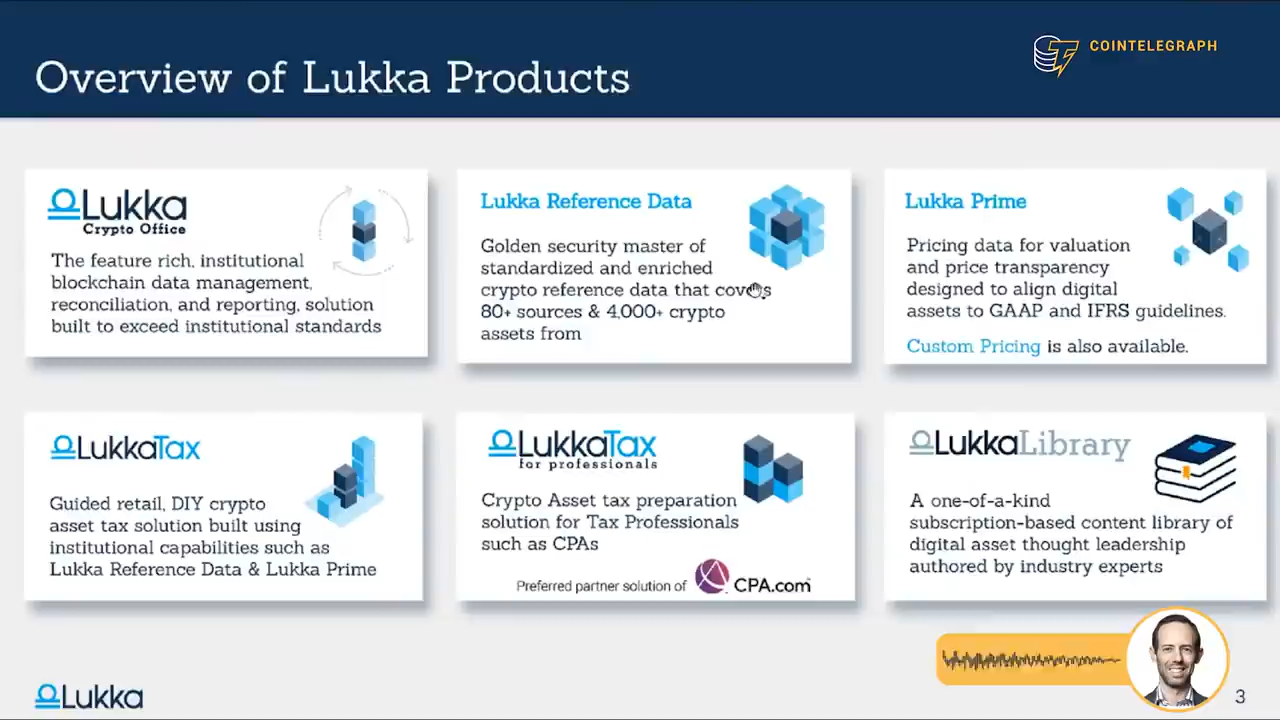 Overview of Lukka Products
COINTELEGRAPH
Lukka
Crypto Office
The feature rich, institutional
blockchain data management,
reconciliation, and reporting, solution
built to exceed institutional standards
Lukka Reference Data
Golden security master of
standardized and enriched
crypto reference data that covers
80+ sources & 4,000+ crypto
assets from
Lukka Prime
Pricing data for valuation
and price transparency
designed to align digital
assets to GAAP and IFRS guidelines.
Custom Pricing is also available.
LukkaTax
Guided retail, DIY crypto
asset tax solution built using
institutional capabilities such as
Lukka Reference Data & Lukka Prime
LukkaTax
for professionals
Crypto Asset tax preparation
solution for Tax Professionals
such as CPAs
Preferred partner solution of CPA.com
LukkaLibrary
A one-of-a-kind
subscription-based content library of
digital asset thought leadership
authored by industry experts
Lukka
3